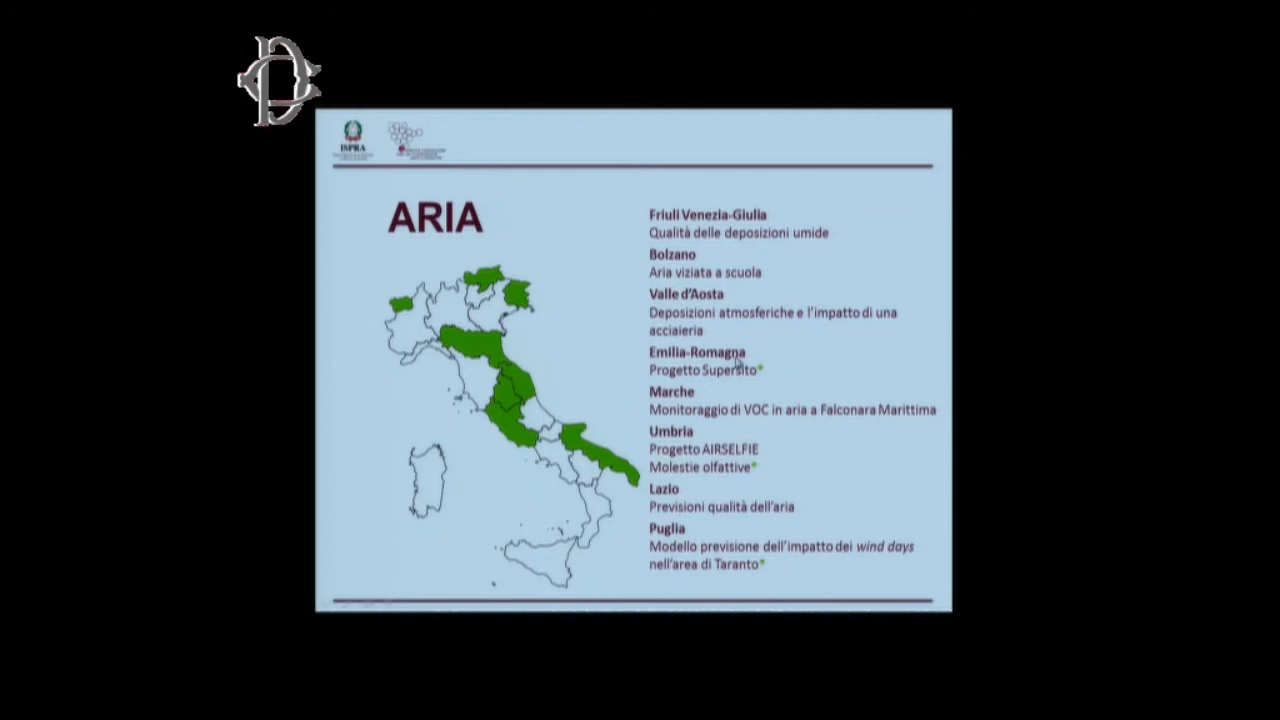 ISPRA
ARIA
Friuli Venezia-Giulia
Qualità delle deposizioni umide
Bolzano
Aria viziata a scuola
Valle d'Aosta
Deposizioni atmosferiche e l'impatto di una
acciaieria
Emilia-Romagna
Progetto Supersito*
Marche
Monitoraggio di VOC in aria a Falconara Marittima
Umbria
Progetto AIRSELFIE
Molestie olfattive*
Lazio
Previsioni qualità dell'aria
Puglia
Modello previsione dell'impatto dei wind days
nell'area di Taranto*